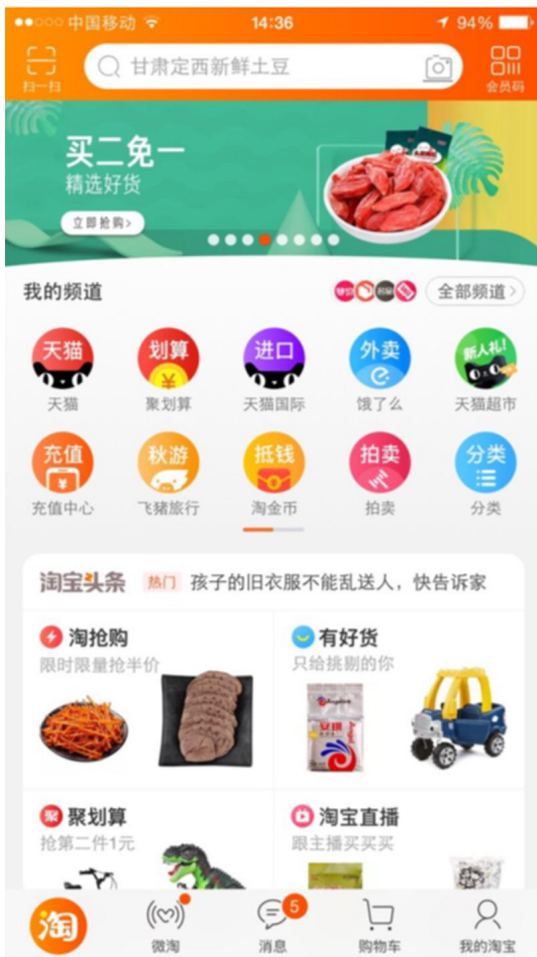 中国移动 14:36 94%
扫一扫 甘肃定西新鲜土豆 会员码
买二免一
精选好货
立即抢购>
我的频道 全部频道>
天猫 划算 进口 外卖 新人礼!
天猫 聚划算 天猫国际 饿了么 天猫超市
充值 秋游 抵钱 拍卖 分类
充值中心 飞猪旅行 淘金币 拍卖 分类
淘宝头条 热门 孩子的旧衣服不能乱送人，快告诉家
淘抢购 有好货
限时限量抢半价 只给挑剔的你
安琪
Angel
聚 聚划算 淘宝直播
抢第二件1元 跟主播买买买
淘 5
微淘 消息 购物车 我的淘宝